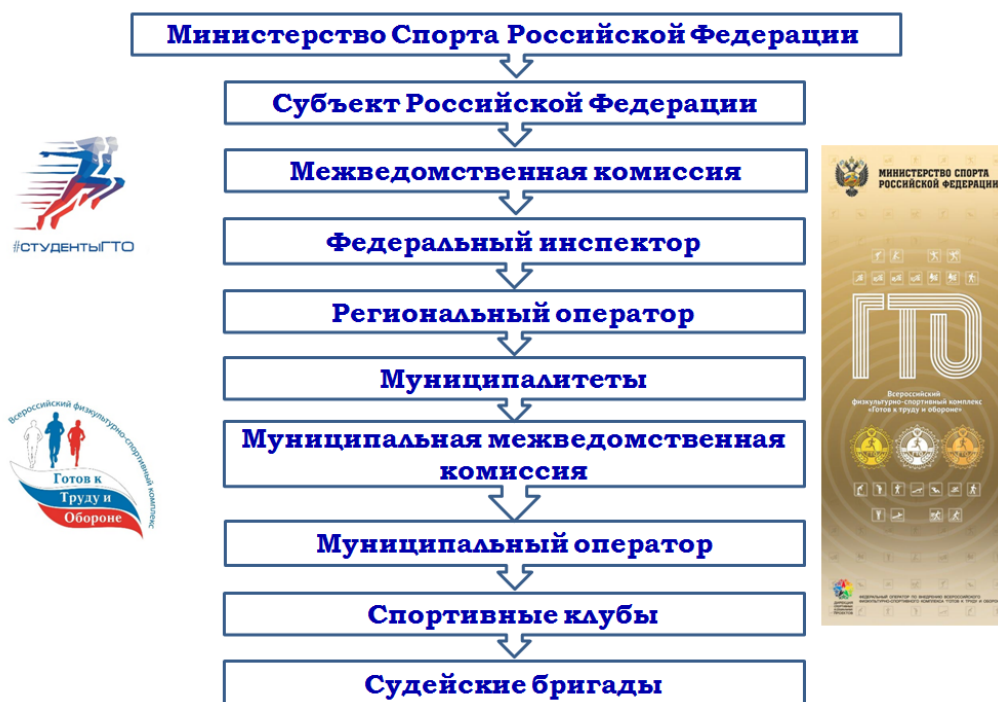 Министерство Спорта Российской Федерации
Субъект Российской Федерации
Межведомственная комиссия
Федеральный инспектор
Региональный оператор
Муниципалитеты
Муниципальная межведомственная
комиссия
Муниципальный оператор
Спортивные клубы
Судейские бригады
#СТУДЕНТЫГТО
Всероссийский физкультурно-спортивный комплекс
Готов к
Труду и
Обороне
МИНИСТЕРСТВО СПОРТА
РОССИЙСКОЙ ФЕДЕРАЦИИ
ГТО
Всероссийский
физкультурно-спортивный комплекс
«Готов к труду и обороне»